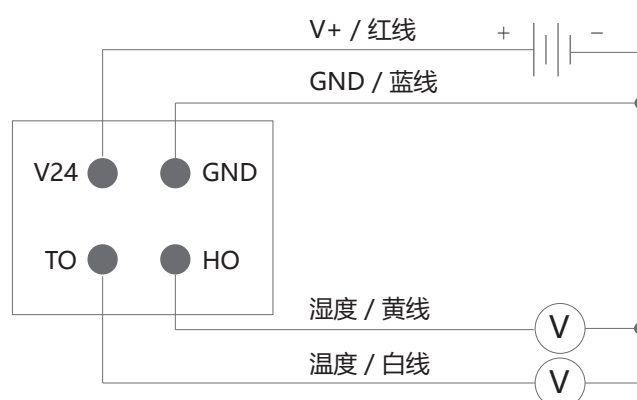 V+ / 红线
+
−
GND / 蓝线
V24
GND
TO
HO
湿度 / 黄线
V
温度 / 白线
V